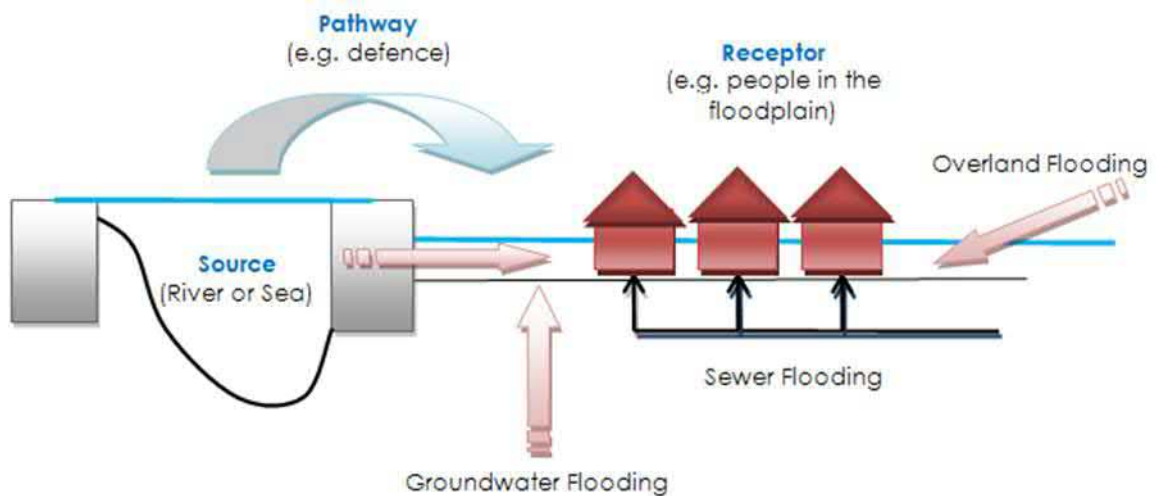 Pathway
(e.g. defence)
Receptor
(e.g. people in the
floodplain)
Overland Flooding
Source
(River or Sea)
Sewer Flooding
Groundwater Flooding